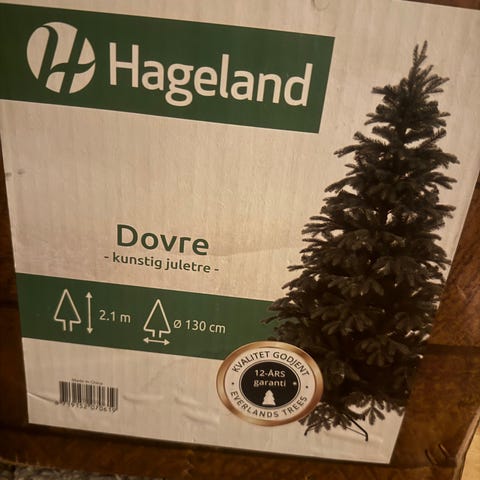 Hageland
Dovre
- kunstig juletre -
2.1 m
ø 130 cm
KVALITET GODKJENT
12-ÅRS
garanti
EVERLANDS TREES
Made in China